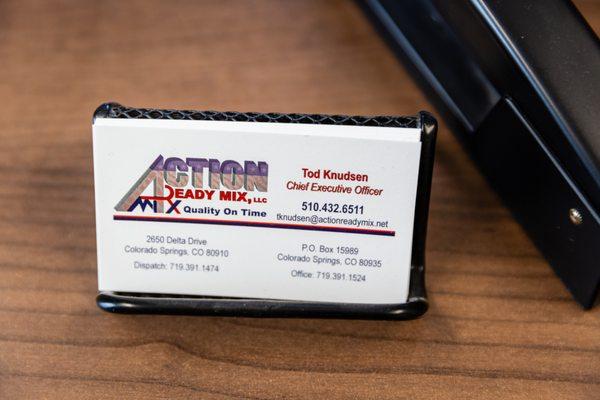 ACTION
READY MIX, LLC
Quality On Time
Tod Knudsen
Chief Executive Officer
510.432.6511
tknudsen@actionreadymix.net
2650 Delta Drive
Colorado Springs, CO 80910
Dispatch: 719.391.1474
P.O. Box 15989
Colorado Springs, CO 80935
Office: 719.391.1524